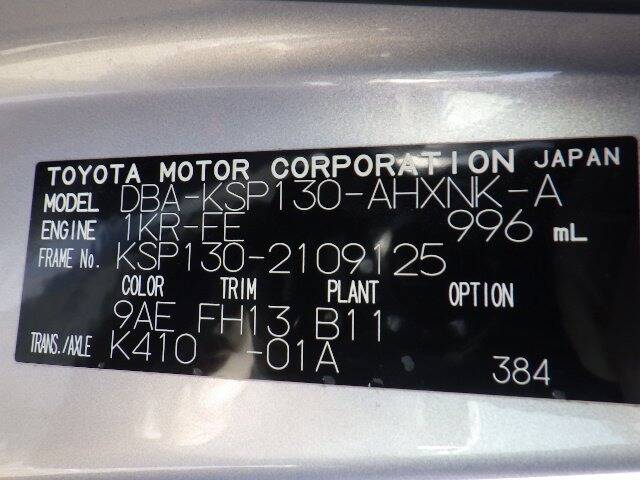 TOYOTA MOTOR CORPORATION JAPAN
MODEL DBA-KSP130-AHXNK-A
ENGINE 1KR-FE 996 mL
FRAME No. KSP130-2109125
COLOR TRIM PLANT OPTION
9AE FH13 B11
TRANS./AXLE K410 -01A
384